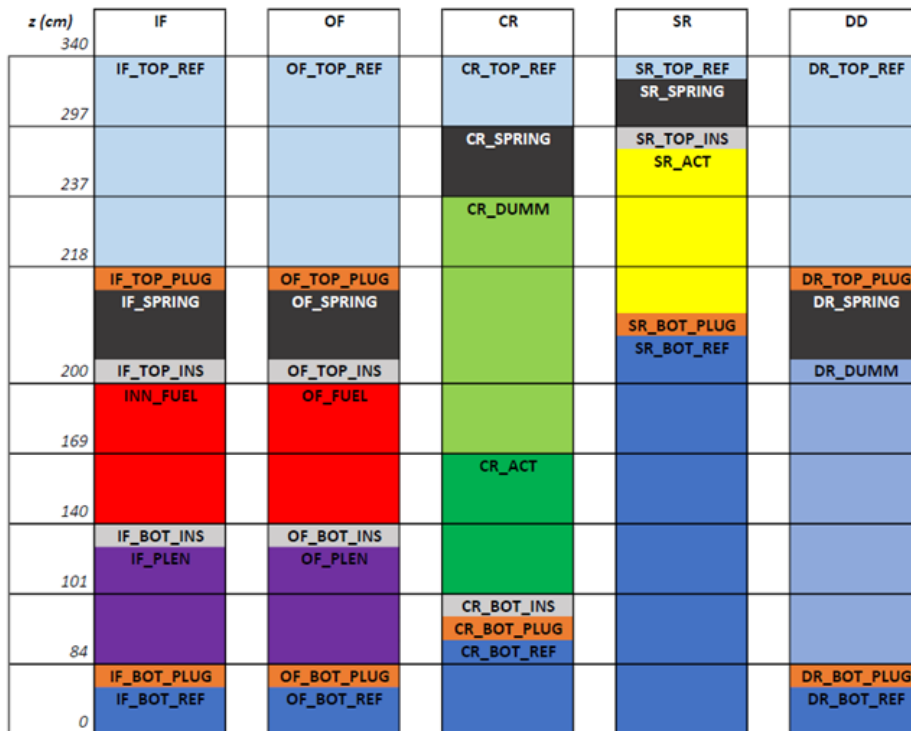 z (cm) IF OF CR SR DD
340
IF_TOP_REF OF_TOP_REF CR_TOP_REF SR_TOP_REF DR_TOP_REF
SR_SPRING
297
CR_SPRING SR_TOP_INS
SR_ACT
237
CR_DUMM
218
IF_TOP_PLUG OF_TOP_PLUG DR_TOP_PLUG
IF_SPRING OF_SPRING DR_SPRING
SR_BOT_PLUG
SR_BOT_REF
200 IF_TOP_INS OF_TOP_INS DR_DUMM
INN_FUEL OF_FUEL
169
CR_ACT
140
IF_BOT_INS OF_BOT_INS
IF_PLEN OF_PLEN
101
CR_BOT_INS
CR_BOT_PLUG
84 CR_BOT_REF
IF_BOT_PLUG OF_BOT_PLUG DR_BOT_PLUG
IF_BOT_REF OF_BOT_REF DR_BOT_REF
0